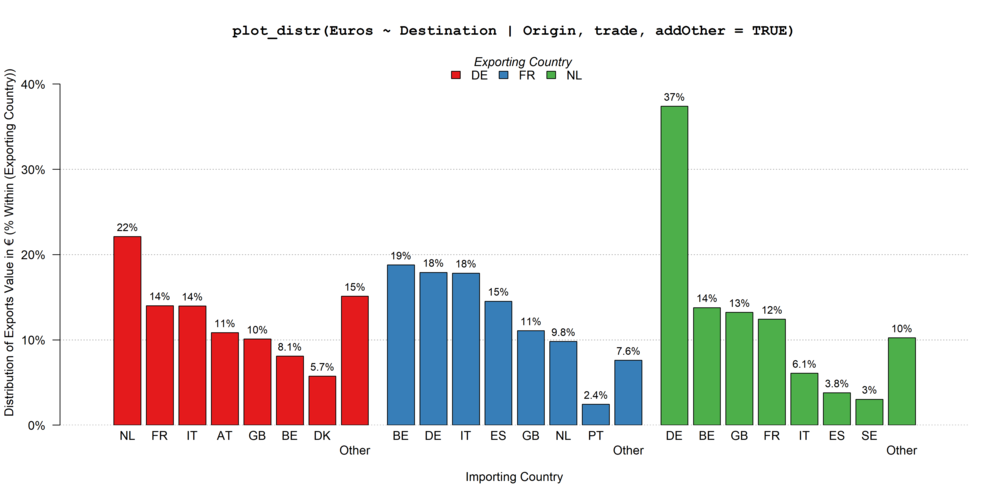 plot_distr(Euros ~ Destination | Origin, trade, addOther = TRUE)
Exporting Country
DE FR NL
Distribution of Exports Value in € (% Within (Exporting Country))
40%
30%
20%
10%
0%
22% 14% 14% 11% 10% 8.1% 5.7% 15%
19% 18% 18% 15% 11% 9.8% 2.4% 7.6%
37% 14% 13% 12% 6.1% 3.8% 3% 10%
NL FR IT AT GB BE DK Other
BE DE IT ES GB NL PT Other
DE BE GB FR IT ES SE Other
Importing Country